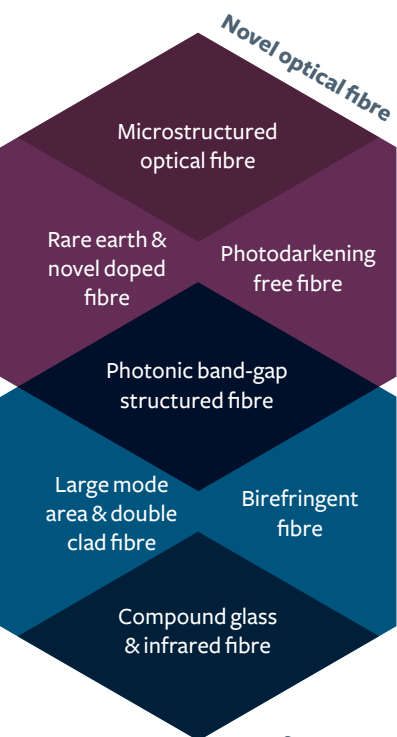 Novel optical fibre
Microstructured
optical fibre
Rare earth &
novel doped
fibre
Photodarkening
free fibre
Photonic band-gap
structured fibre
Large mode
area & double
clad fibre
Birefringent
fibre
Compound glass
& infrared fibre